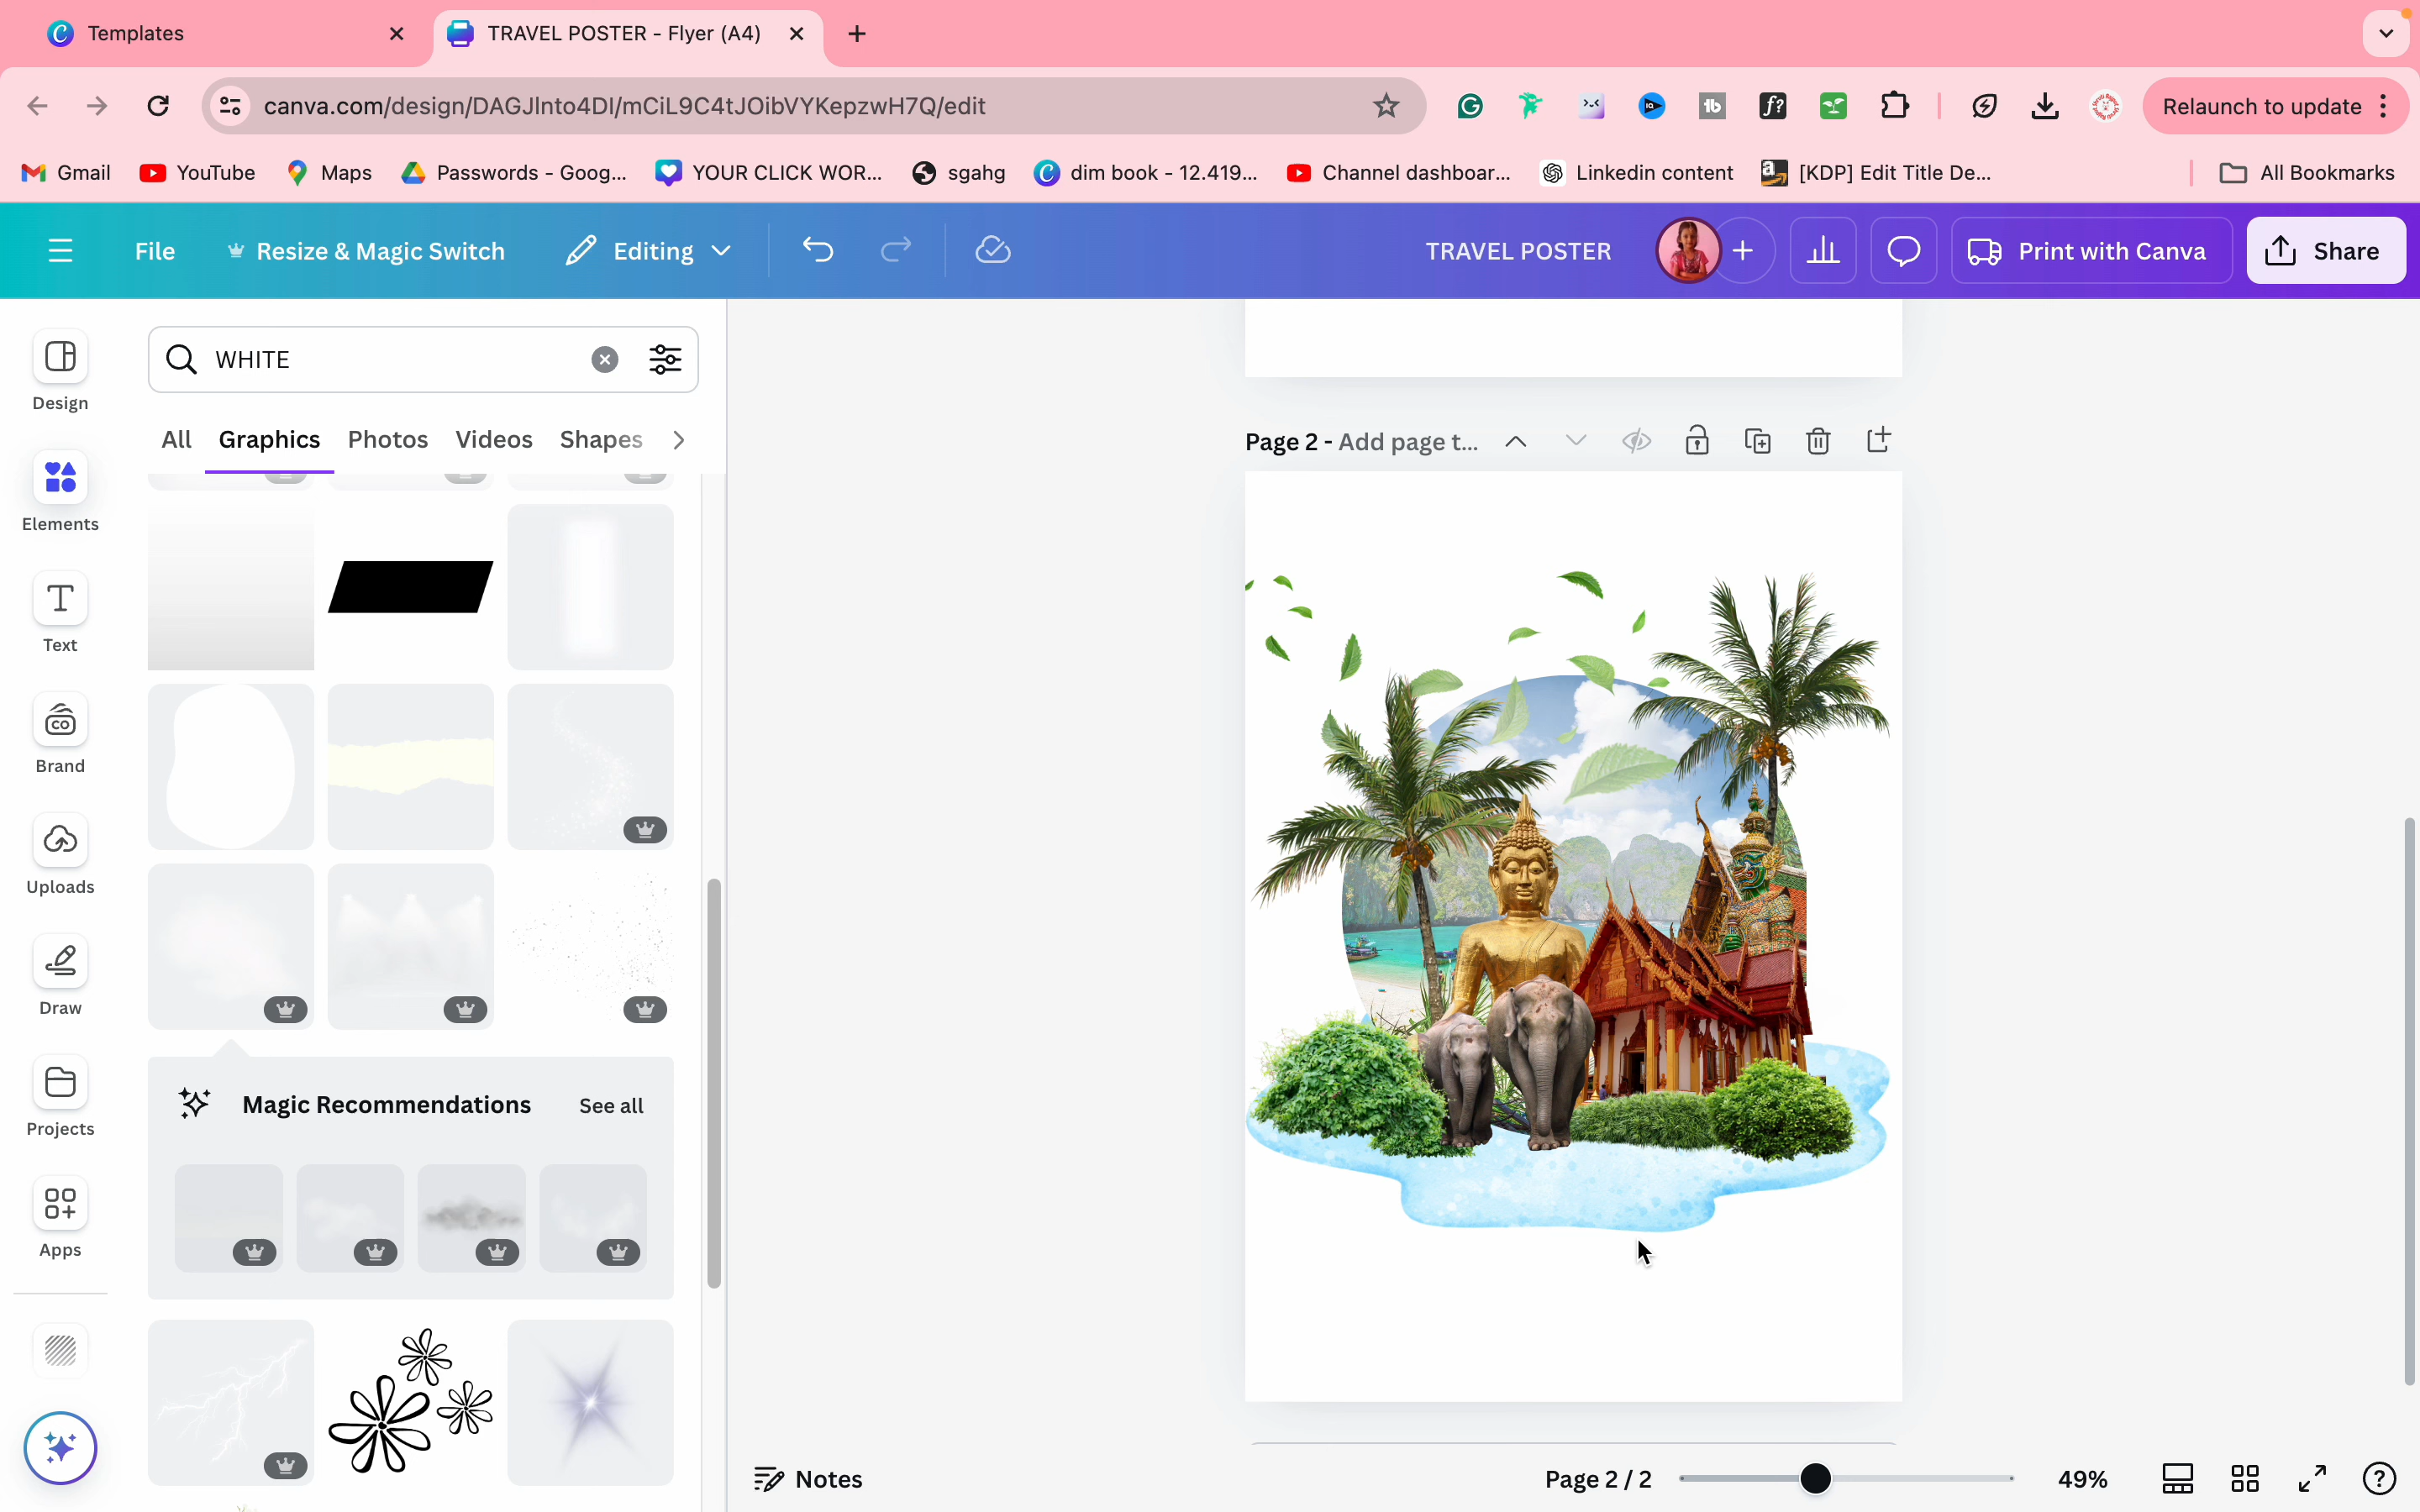 Templates
TRAVEL POSTER - Flyer (A4)
canva.com/design/DAGJlnto4DI/mCiL9C4tJOibVYKepzwH7Q/edit
Relaunch to update
Gmail
YouTube
Maps
Passwords - Goog...
YOUR CLICK WOR...
sgahg
dim book - 12.419...
Channel dashboar...
Linkedin content
[KDP] Edit Title De...
All Bookmarks
File
Resize & Magic Switch
Editing
TRAVEL POSTER
Print with Canva
Share
Design
Elements
Text
Brand
Uploads
Draw
Projects
Apps
WHITE
All
Graphics
Photos
Videos
Shapes
Magic Recommendations
See all
Page 2 - Add page t...
Notes
Page 2 / 2
49%